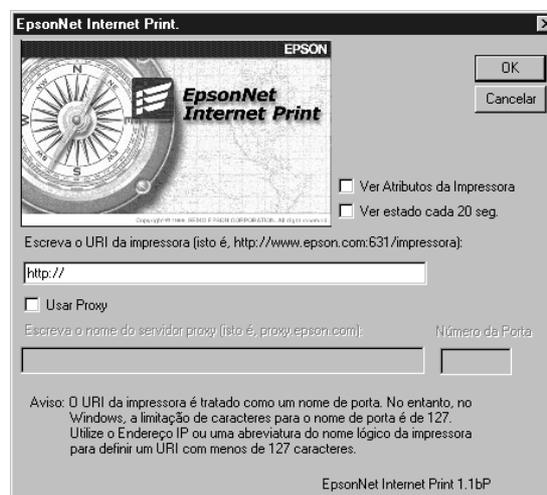 EpsonNet Internet Print.
EPSON
OK
EpsonNet
Internet Print
Cancelar
N
S
Ver Atributos da Impressora
Ver estado cada 20 seg.
Escreva o URI da impressora (isto é, http://www.epson.com:631/impressora):
http://
Usar Proxy
Escreva o nome do servidor proxy (isto é, proxy.epson.com):
Número da Porta
Aviso: O URI da impressora é tratado como um nome de porta. No entanto, no
Windows, a limitação de caracteres para o nome de porta é de 127.
Utilize o Endereço IP ou uma abreviatura do nome lógico da impressora
para definir um URI com menos de 127 caracteres.
EpsonNet Internet Print 1.1bP